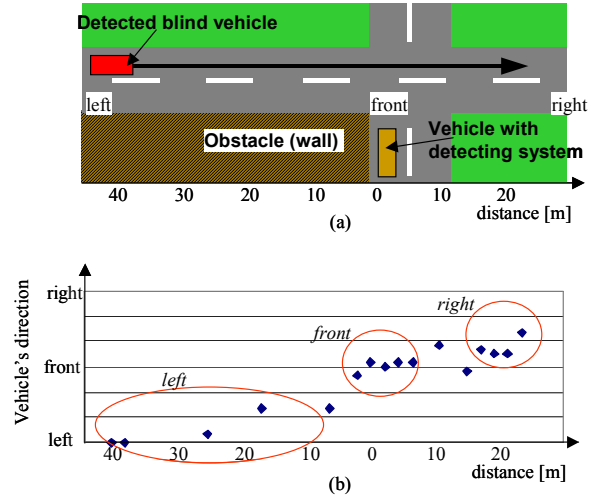 Detected blind vehicle
left
front
right
Obstacle (wall)
Vehicle with
detecting system
40 30 20 10 0 10 20
distance [m]
(a)
Vehicle's direction
right
front
left
left
front
right
40 30 20 10 0 10 20
distance [m]
(b)